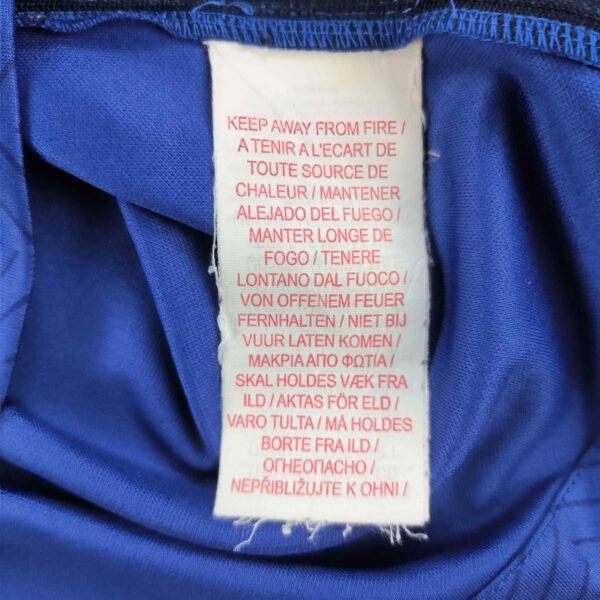 KEEP AWAY FROM FIRE /
A TENIR A L'ECART DE
TOUTE SOURCE DE
CHALEUR / MANTENER
ALEJADO DEL FUEGO /
MANTER LONGE DE
FOGO / TENERE
LONTANO DAL FUOCO /
VON OFFENEM FEUER
FERNHALTEN / NIET BIJ
VUUR LATEN KOMEN /
ΜΑΚΡΙΑ ΑΠΟ ΦΩΤΙΑ /
SKAL HOLDES VÆK FRA
ILD / AKTAS FÖR ELD /
VARO TULTA / MÅ HOLDES
BORTE FRA ILD /
ОГНЕОПАСНО /
NEPŘIBLIŽUJTE K OHNI /